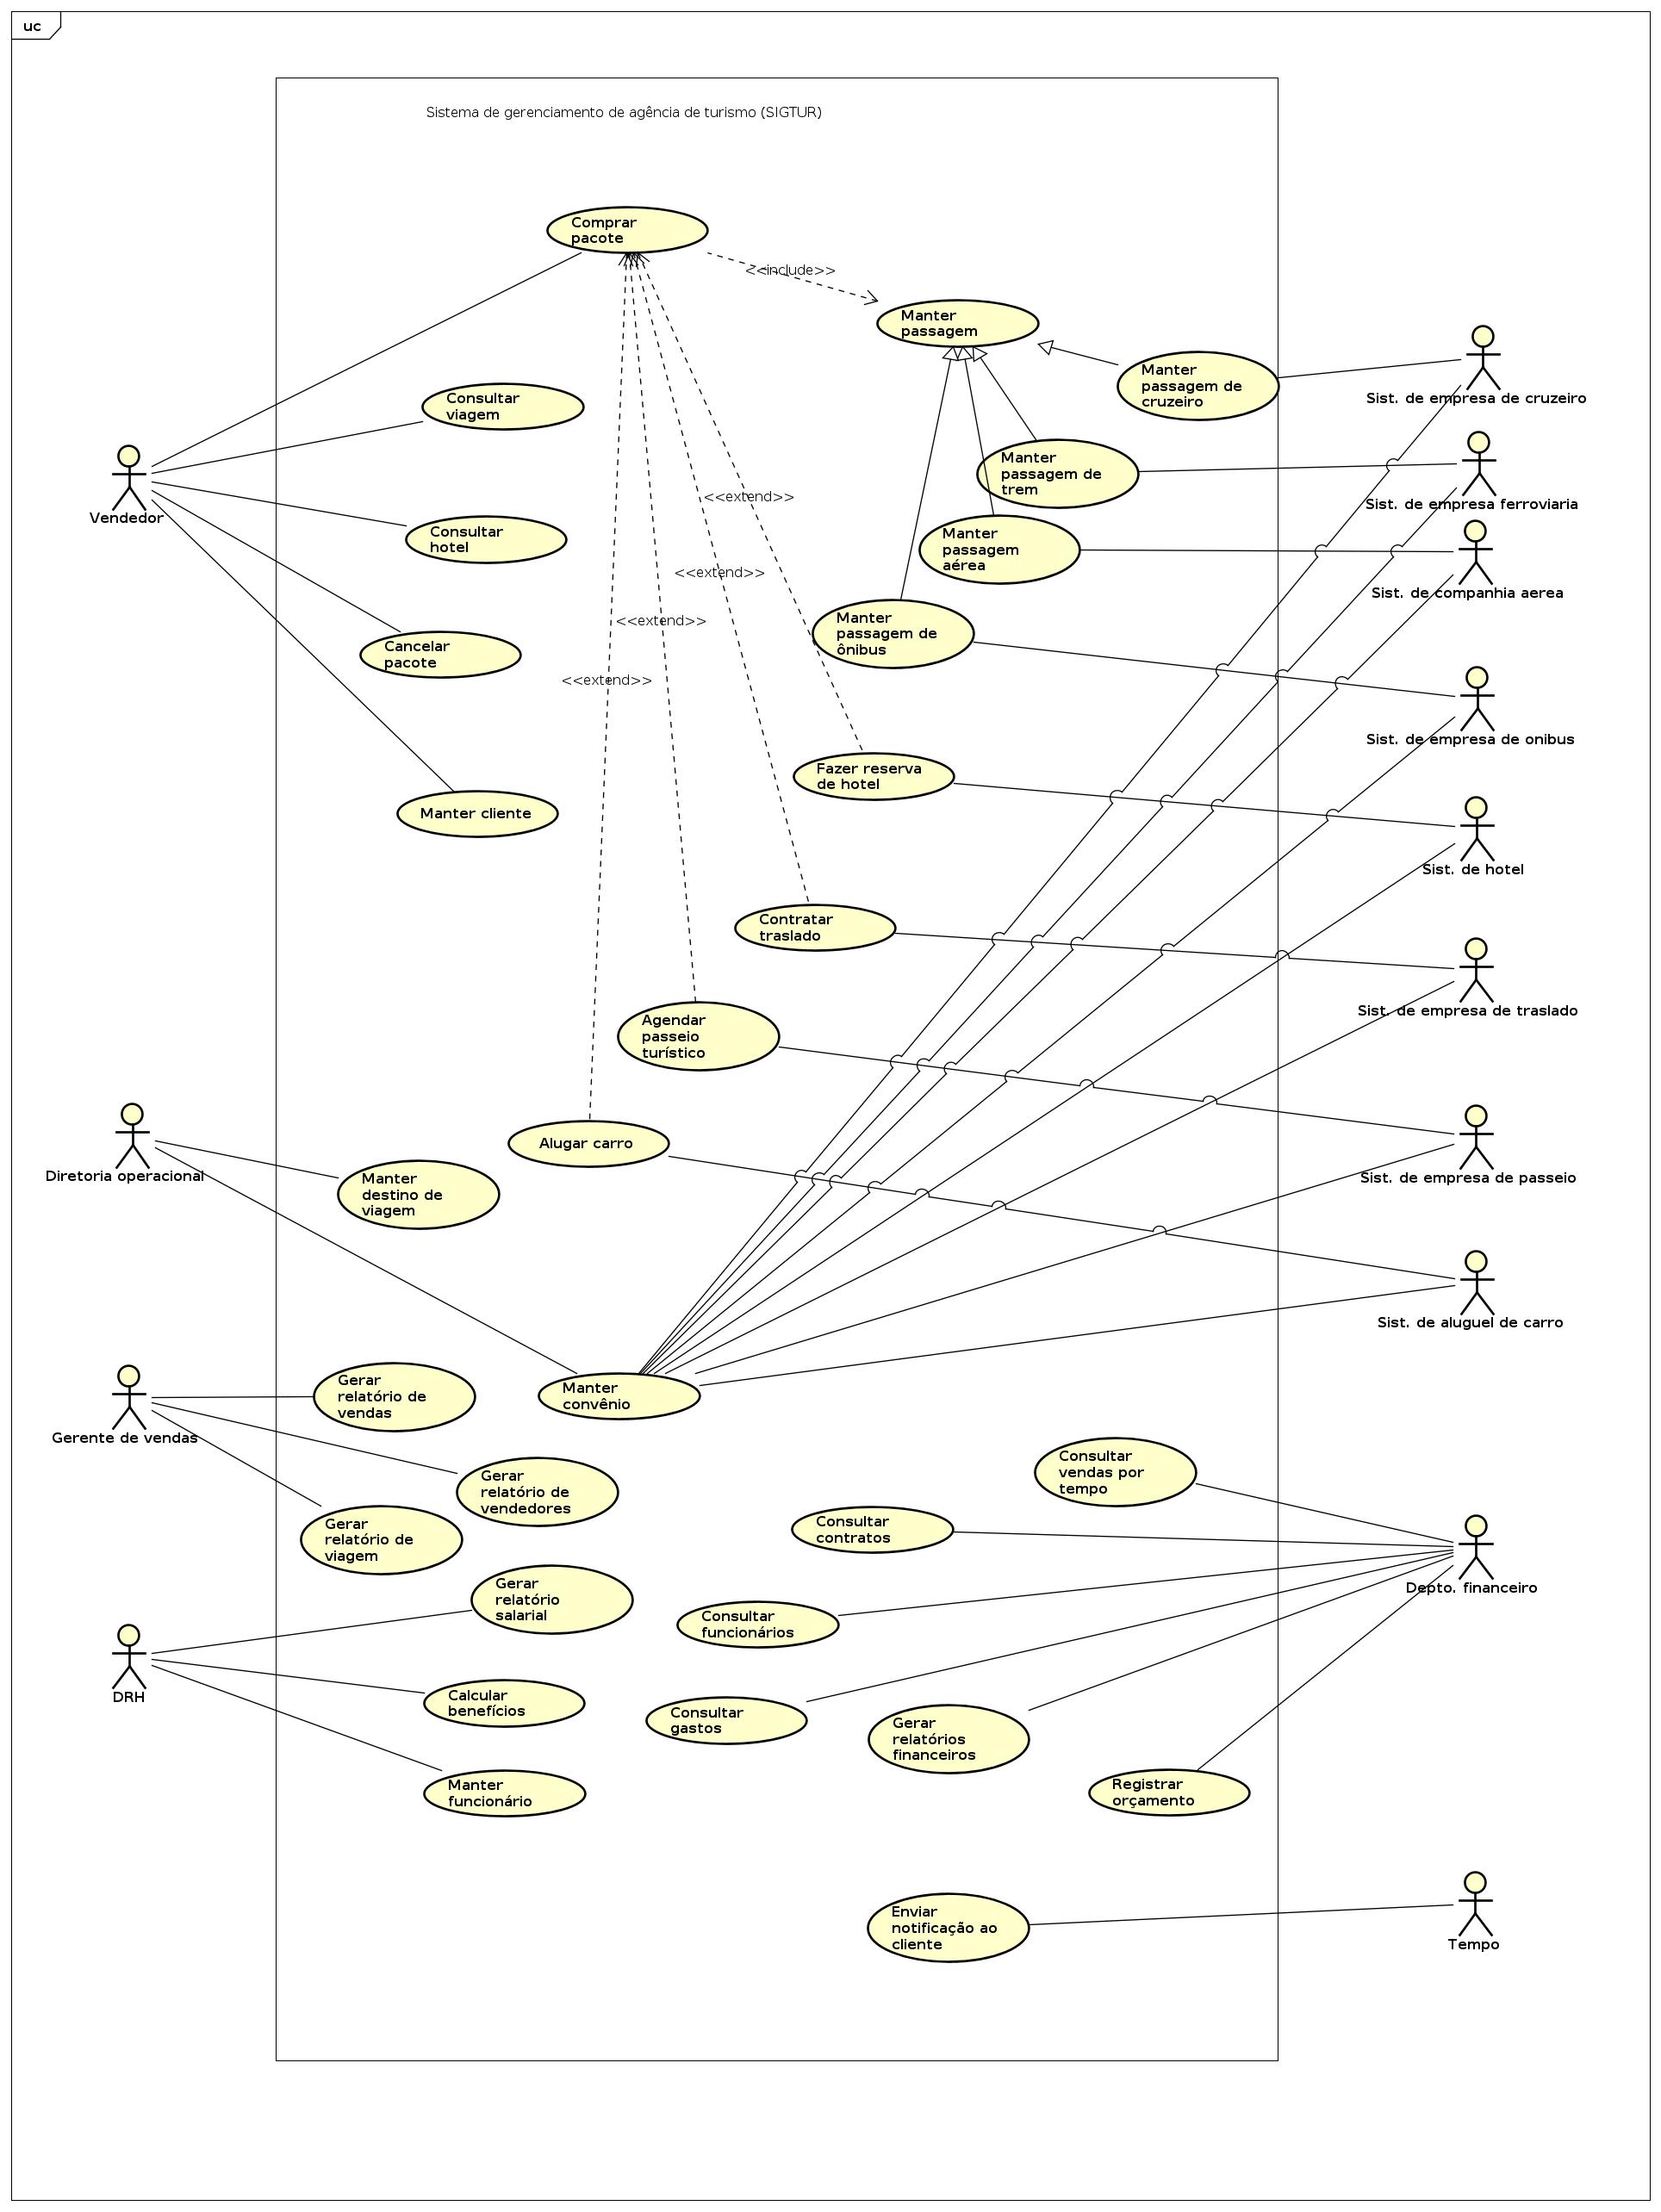 uc
Sistema de gerenciamento de agência de turismo (SIGTUR)
Comprar
pacote
<<include>>
Manter
passagem
Manter
passagem de
cruzeiro
Sist. de empresa de cruzeiro
Consultar
viagem
Vendedor
Manter
passagem de
trem
Sist. de empresa ferroviaria
<<extend>>
Consultar
hotel
Manter
passagem
aérea
Sist. de companhia aerea
<<extend>>
<<extend>>
<<extend>>
Cancelar
pacote
Manter
passagem de
ônibus
Sist. de empresa de onibus
Fazer reserva
de hotel
Manter cliente
Sist. de hotel
Contratar
traslado
Sist. de empresa de traslado
Agendar
passeio
turístico
Alugar carro
Diretoria operacional
Sist. de empresa de passeio
Manter
destino de
viagem
Sist. de aluguel de carro
Manter
convênio
Gerar
relatório de
vendas
Gerente de vendas
Gerar
relatório de
vendedores
Gerar
relatório de
viagem
Consultar
vendas por
tempo
Consultar
contratos
Depto. financeiro
Gerar
relatório
salarial
Consultar
funcionários
DRH
Calcular
benefícios
Consultar
gastos
Gerar
relatórios
financeiros
Manter
funcionário
Registrar
orçamento
Enviar
notificação ao
cliente
Tempo